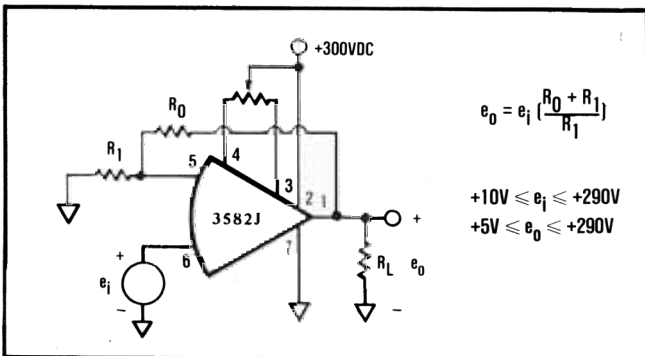 +300VDC
R0
R1
4
5
3
2
1
3582J
7
6
+
ei
−
+
RL
eo
−
eo = ei (R0 + R1 / R1)
+10V ≤ ei ≤ +290V
+5V ≤ eo ≤ +290V